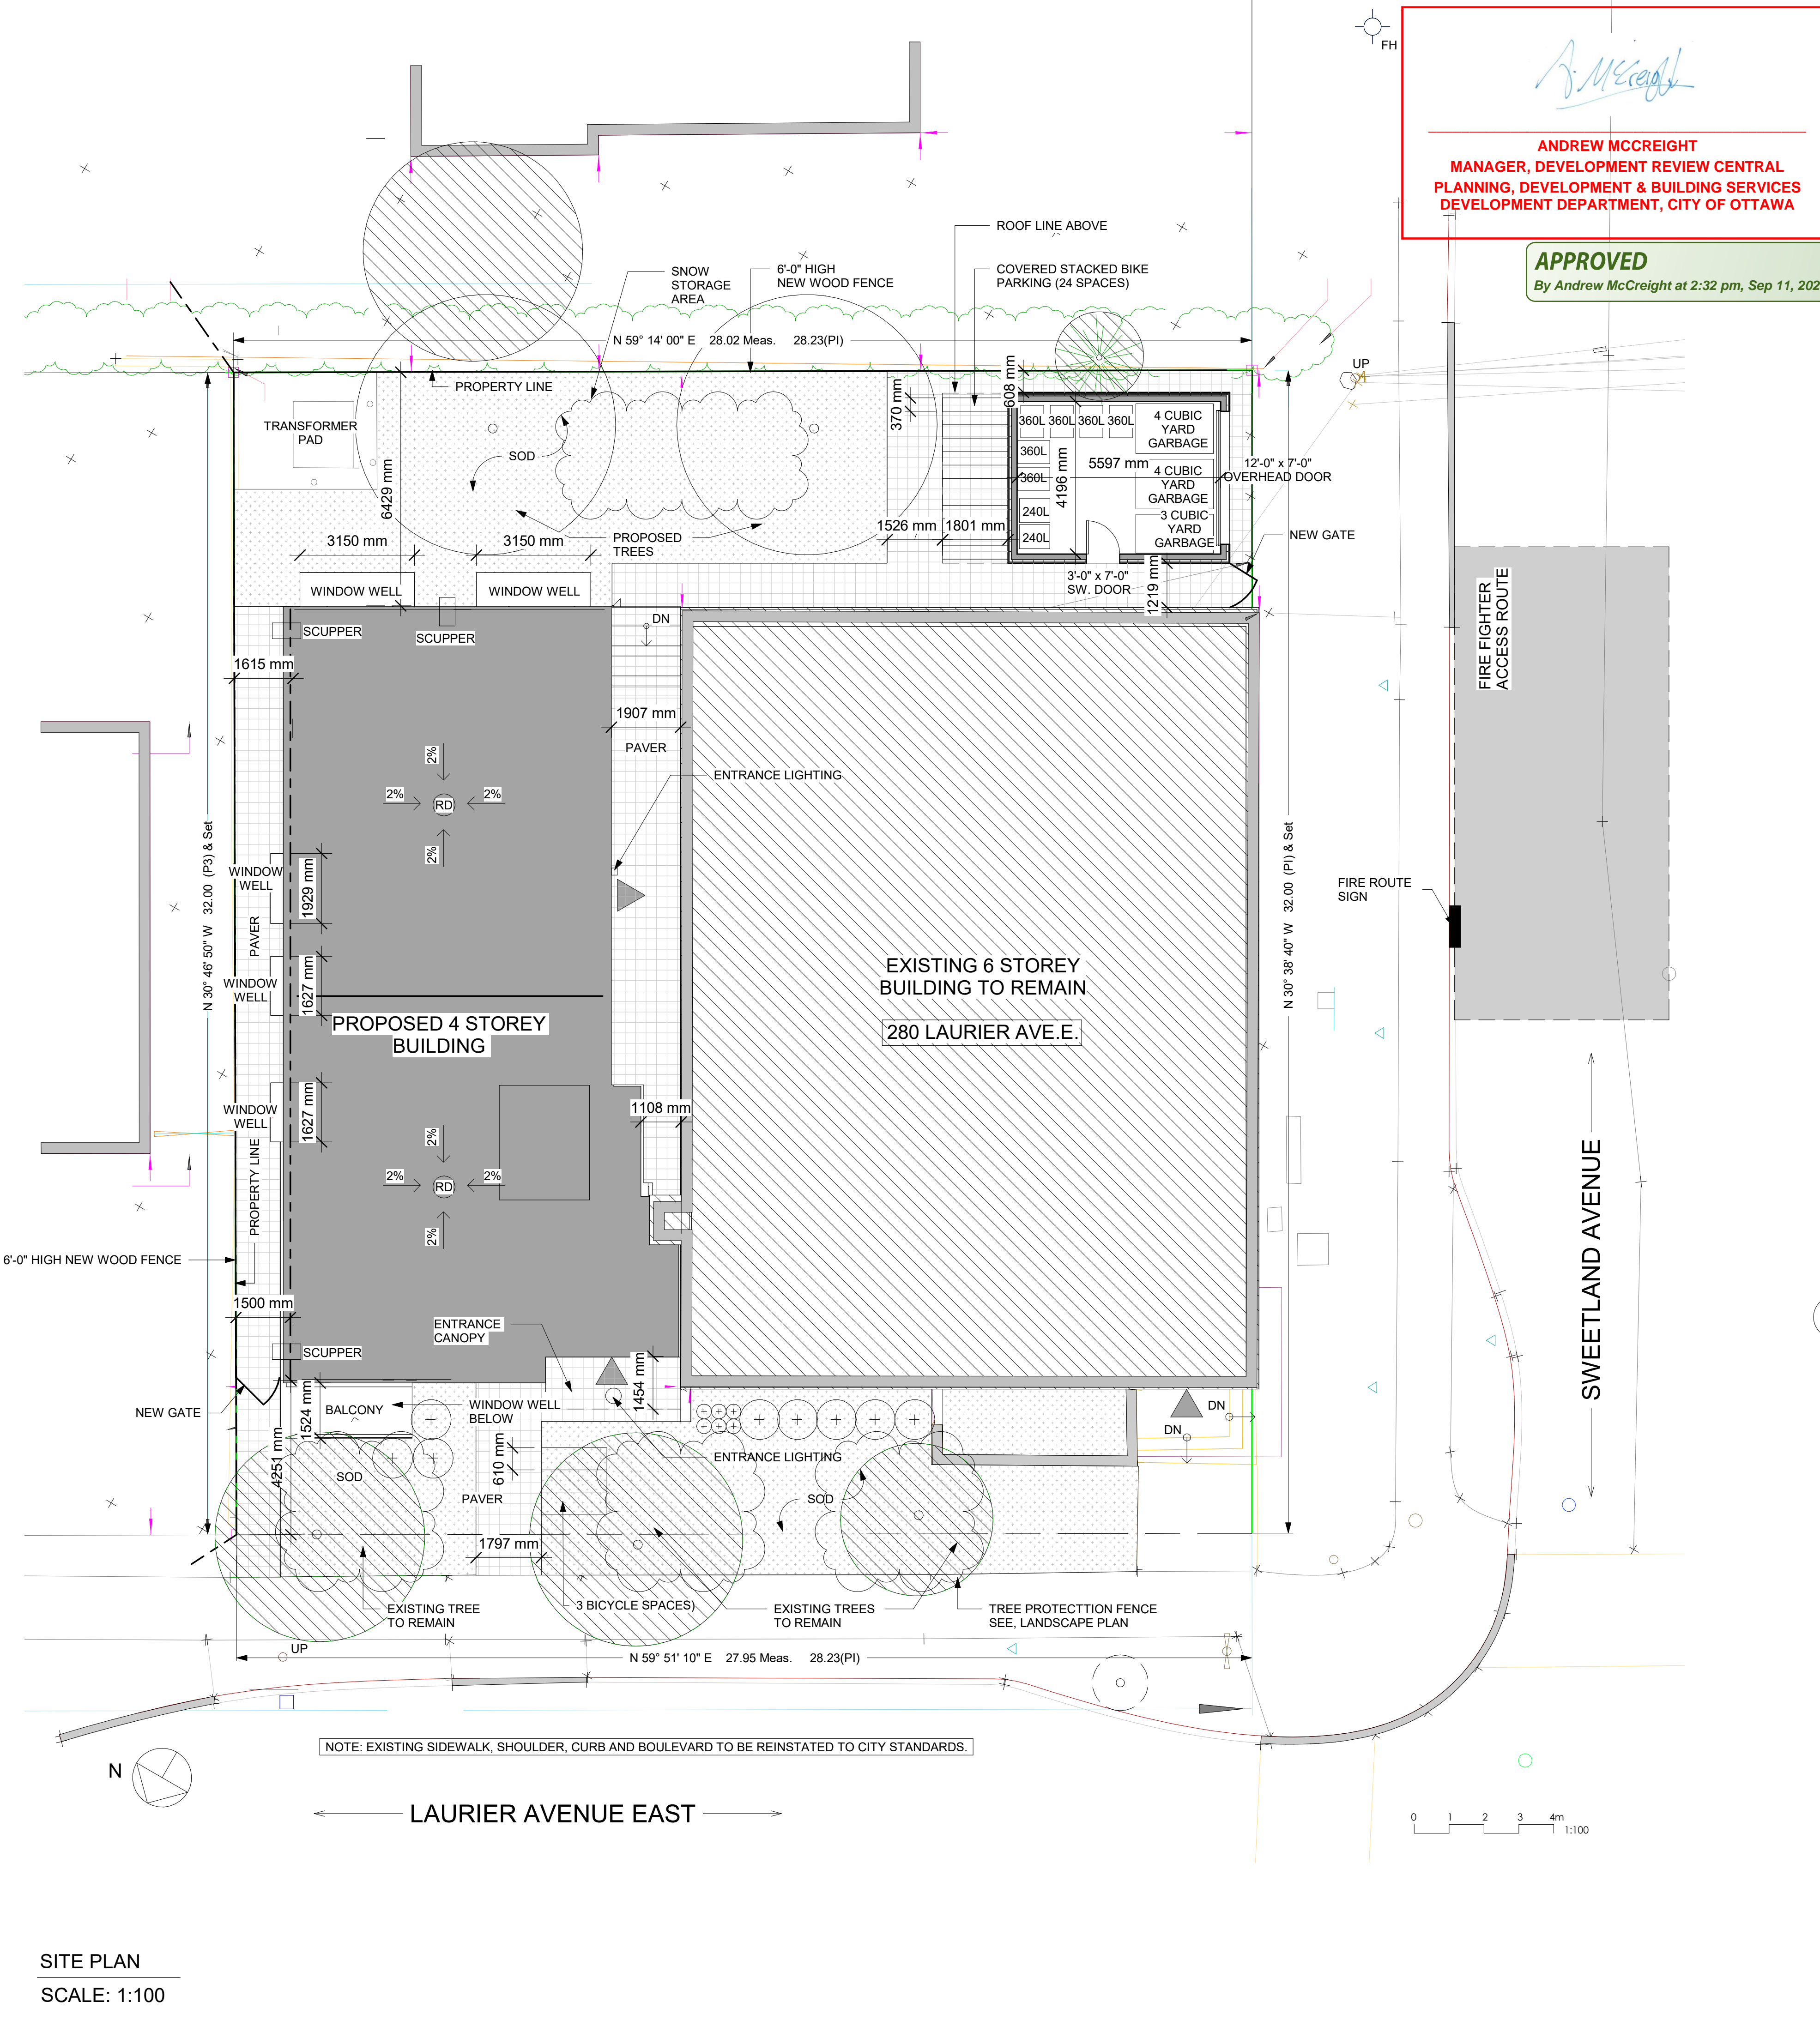 FH
A. McCreight
ANDREW MCCREIGHT
MANAGER, DEVELOPMENT REVIEW CENTRAL
PLANNING, DEVELOPMENT & BUILDING SERVICES
DEVELOPMENT DEPARTMENT, CITY OF OTTAWA
APPROVED
By Andrew McCreight at 2:32 pm, Sep 11, 202
ROOF LINE ABOVE
SNOW
STORAGE
AREA
6'-0" HIGH
NEW WOOD FENCE
COVERED STACKED BIKE
PARKING (24 SPACES)
N 59° 14' 00" E 28.02 Meas. 28.23(PI)
UP
PROPERTY LINE
TRANSFORMER
PAD
SOD
6429 mm
370 mm
608 mm
360L
360L
360L
360L
360L
360L
240L
240L
4196 mm
5597 mm
4 CUBIC
YARD
GARBAGE
4 CUBIC
YARD
GARBAGE
3 CUBIC
YARD
GARBAGE
12'-0" x 7'-0"
OVERHEAD DOOR
3150 mm
3150 mm
PROPOSED
TREES
1526 mm
1801 mm
NEW GATE
WINDOW WELL
WINDOW WELL
3'-0" x 7'-0"
SW. DOOR
1219 mm
FIRE FIGHTER
ACCESS ROUTE
SCUPPER
SCUPPER
DN
1615 mm
1907 mm
PAVER
ENTRANCE LIGHTING
2%
2%
RD
2%
2%
N 30° 46' 50" W 32.00 (P3) & Set
N 30° 38' 40" W 32.00 (PI) & Set
WINDOW
WELL
1929 mm
PAVER
FIRE ROUTE
SIGN
WINDOW
WELL
1627 mm
EXISTING 6 STOREY
BUILDING TO REMAIN
280 LAURIER AVE.E.
PROPOSED 4 STOREY
BUILDING
WINDOW
WELL
1627 mm
1108 mm
2%
2%
RD
2%
2%
PROPERTY LINE
SWEETLAND AVENUE
6'-0" HIGH NEW WOOD FENCE
1500 mm
ENTRANCE
CANOPY
SCUPPER
1454 mm
1524 mm
NEW GATE
BALCONY
WINDOW WELL
BELOW
DN
DN
4251 mm
SOD
610 mm
ENTRANCE LIGHTING
PAVER
SOD
1797 mm
EXISTING TREE
TO REMAIN
3 BICYCLE SPACES)
EXISTING TREES
TO REMAIN
TREE PROTECTTION FENCE
SEE, LANDSCAPE PLAN
UP
N 59° 51' 10" E 27.95 Meas. 28.23(PI)
NOTE: EXISTING SIDEWALK, SHOULDER, CURB AND BOULEVARD TO BE REINSTATED TO CITY STANDARDS.
N
LAURIER AVENUE EAST
0 1 2 3 4m
1:100
SITE PLAN
SCALE: 1:100